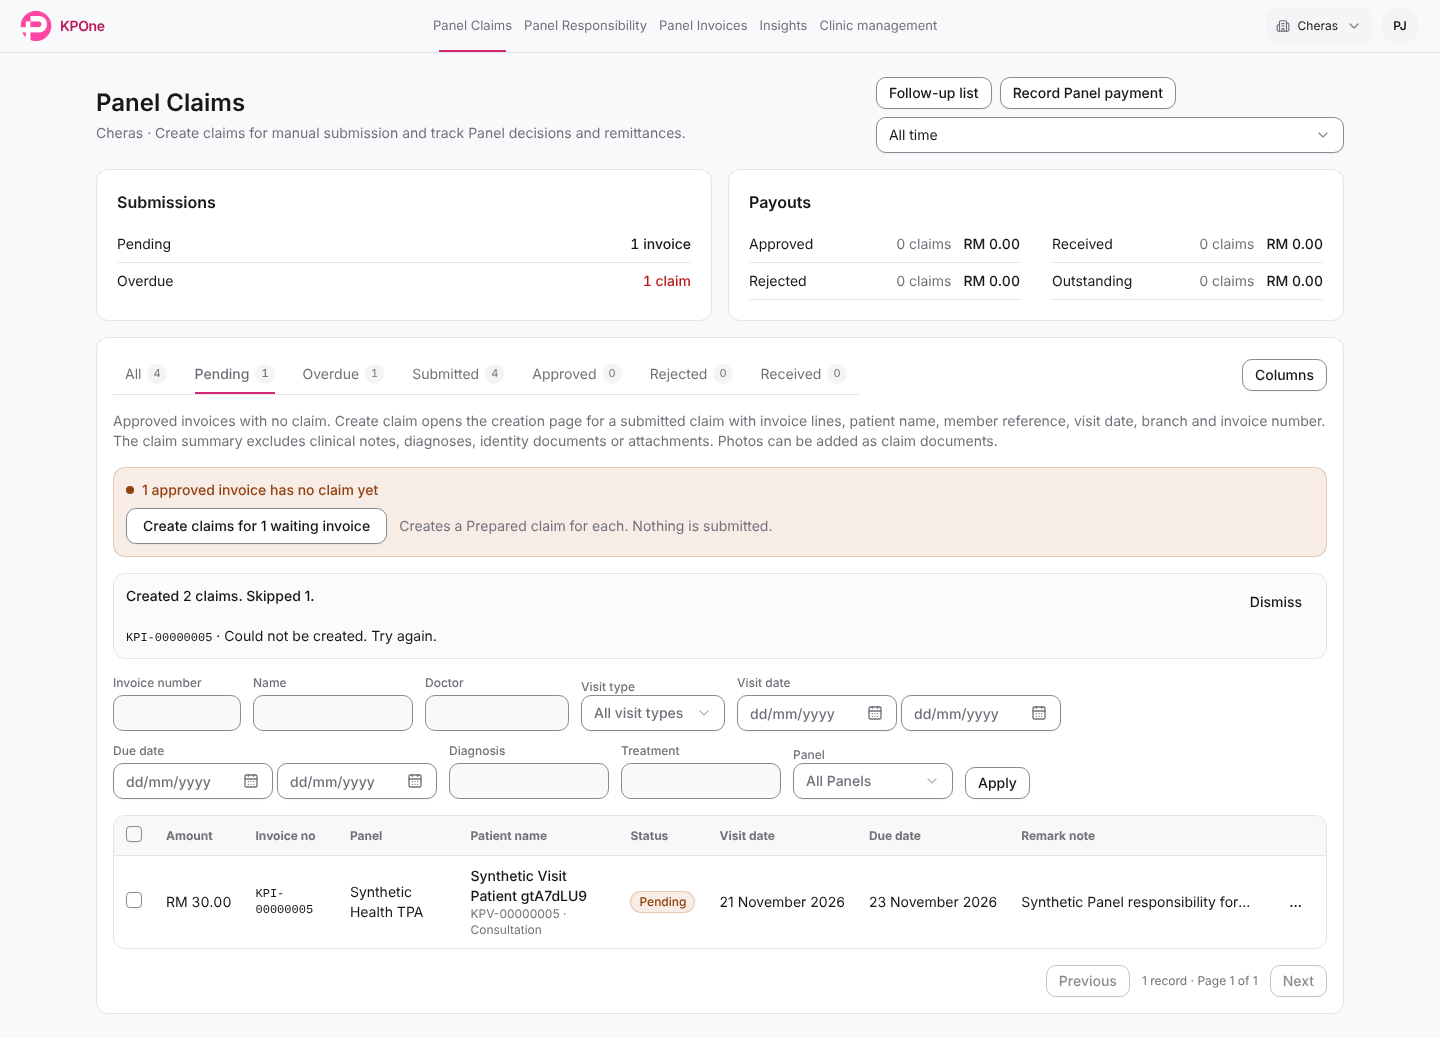 KPOne
Panel Claims
Panel Responsibility
Panel Invoices
Insights
Clinic management
Cheras
PJ
Panel Claims
Cheras · Create claims for manual submission and track Panel decisions and remittances.
Follow-up list
Record Panel payment
All time
Submissions
Pending 1 invoice
Overdue 1 claim
Payouts
Approved 0 claims RM 0.00
Received 0 claims RM 0.00
Rejected 0 claims RM 0.00
Outstanding 0 claims RM 0.00
All 4
Pending 1
Overdue 1
Submitted 4
Approved 0
Rejected 0
Received 0
Columns
Approved invoices with no claim. Create claim opens the creation page for a submitted claim with invoice lines, patient name, member reference, visit date, branch and invoice number.
The claim summary excludes clinical notes, diagnoses, identity documents or attachments. Photos can be added as claim documents.
1 approved invoice has no claim yet
Create claims for 1 waiting invoice
Creates a Prepared claim for each. Nothing is submitted.
Created 2 claims. Skipped 1.
Dismiss
KPI-00000005 · Could not be created. Try again.
Invoice number
Name
Doctor
Visit type
All visit types
Visit date
dd/mm/yyyy
dd/mm/yyyy
Due date
dd/mm/yyyy
dd/mm/yyyy
Diagnosis
Treatment
Panel
All Panels
Apply
Amount
Invoice no
Panel
Patient name
Status
Visit date
Due date
Remark note
RM 30.00
KPI-
00000005
Synthetic
Health TPA
Synthetic Visit
Patient gtA7dLU9
KPV-00000005 ·
Consultation
Pending
21 November 2026
23 November 2026
Synthetic Panel responsibility for...
...
Previous
1 record · Page 1 of 1
Next